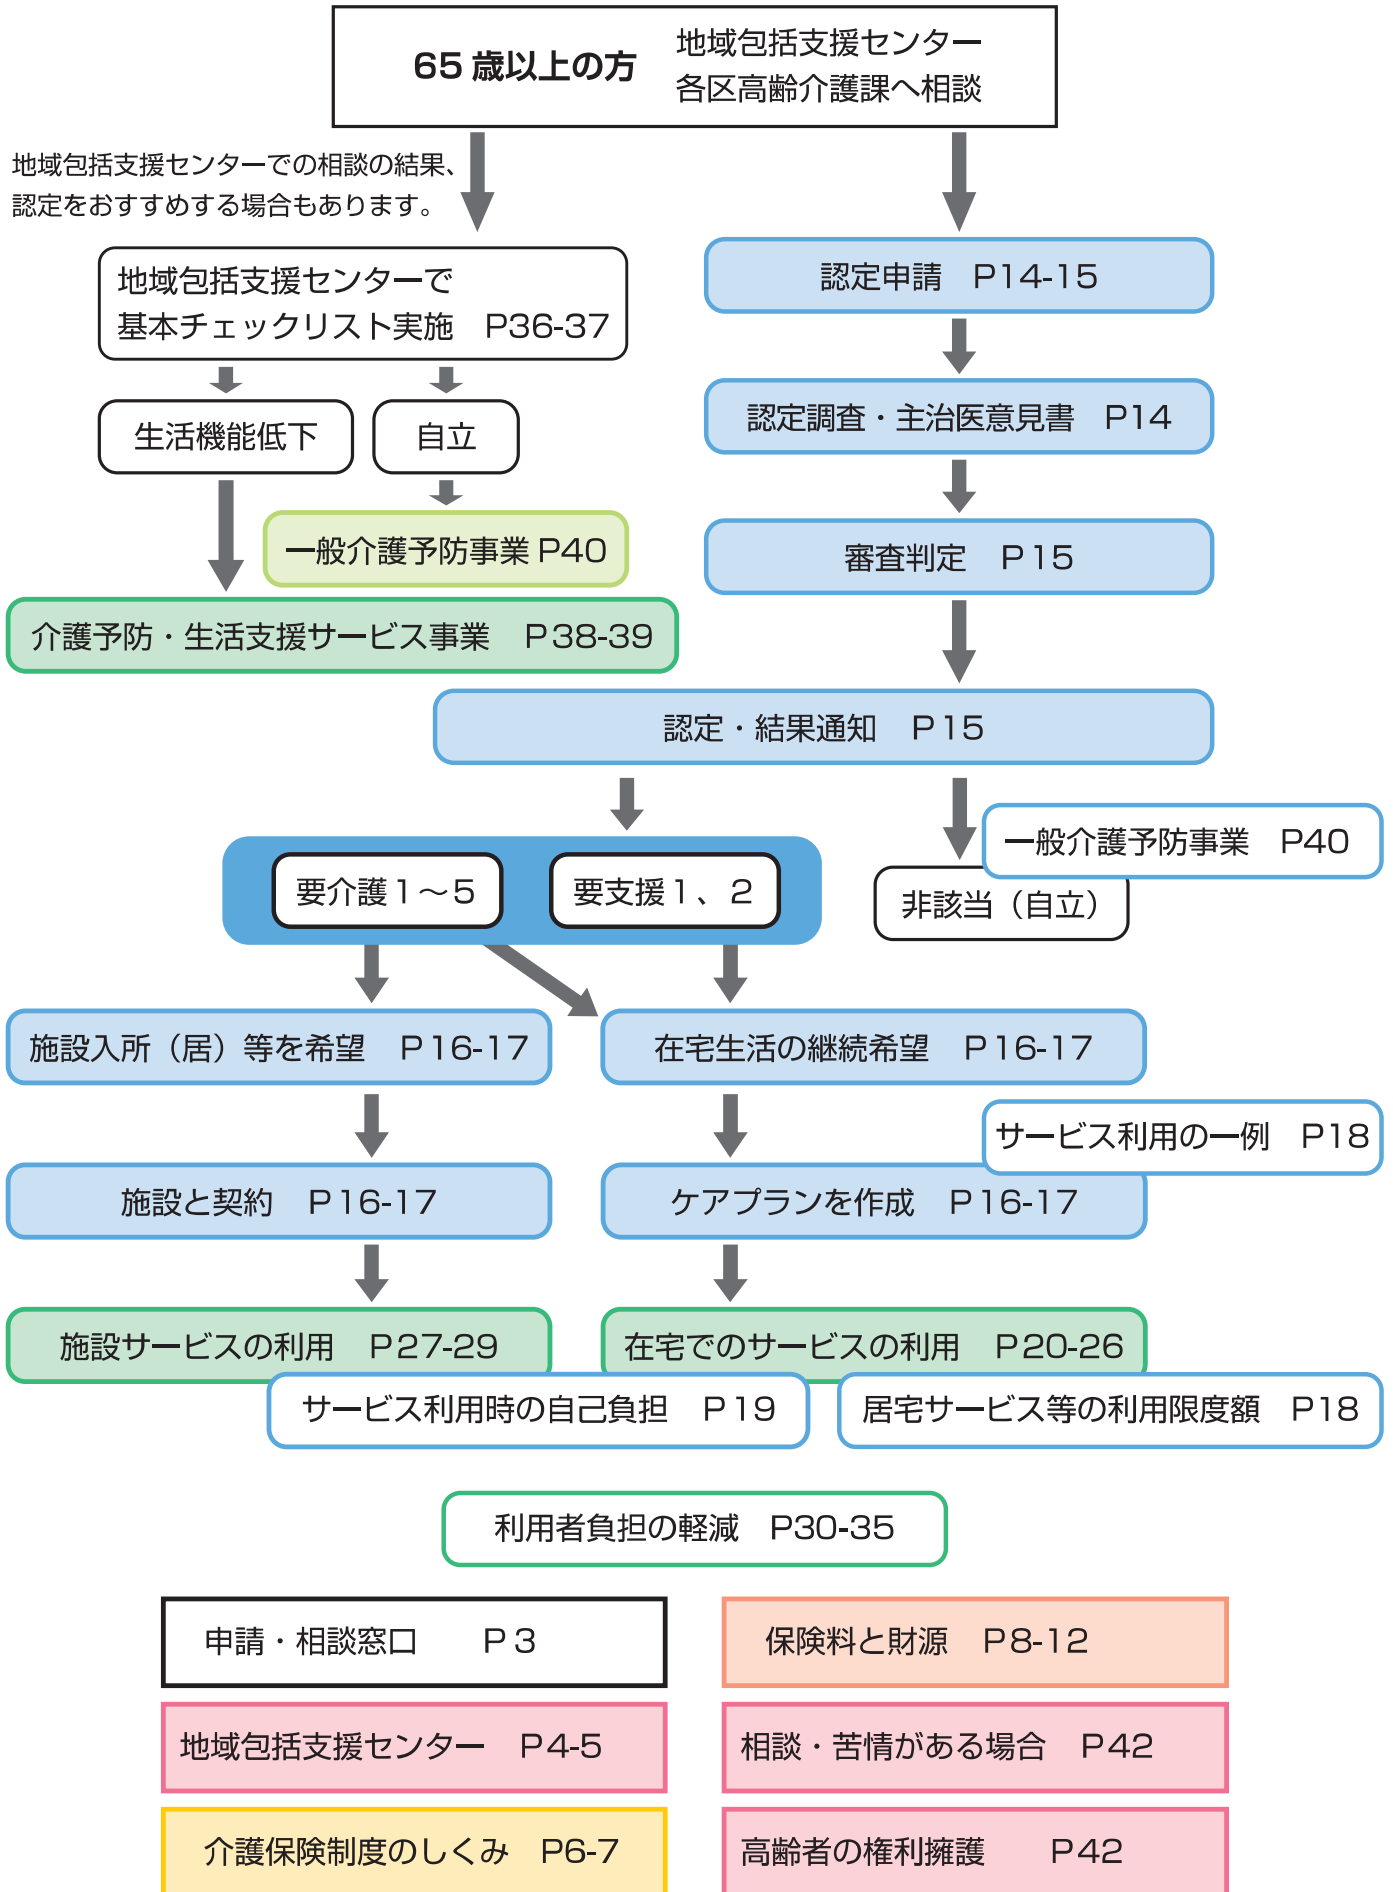 65歳以上の方
地域包括支援センター
各区高齢介護課へ相談
地域包括支援センターでの相談の結果、
認定をおすすめする場合もあります。
地域包括支援センターで
基本チェックリスト実施　P36-37
生活機能低下
自立
一般介護予防事業 P40
介護予防・生活支援サービス事業　P38-39
認定申請　P14-15
認定調査・主治医意見書　P14
審査判定　P15
認定・結果通知　P15
要介護1～5
要支援1、2
一般介護予防事業　P40
非該当（自立）
施設入所（居）等を希望　P16-17
在宅生活の継続希望　P16-17
サービス利用の一例　P18
施設と契約　P16-17
ケアプランを作成　P16-17
施設サービスの利用　P27-29
在宅でのサービスの利用　P20-26
サービス利用時の自己負担　P19
居宅サービス等の利用限度額　P18
利用者負担の軽減　P30-35
申請・相談窓口　P3
保険料と財源　P8-12
地域包括支援センター　P4-5
相談・苦情がある場合　P42
介護保険制度のしくみ　P6-7
高齢者の権利擁護　P42